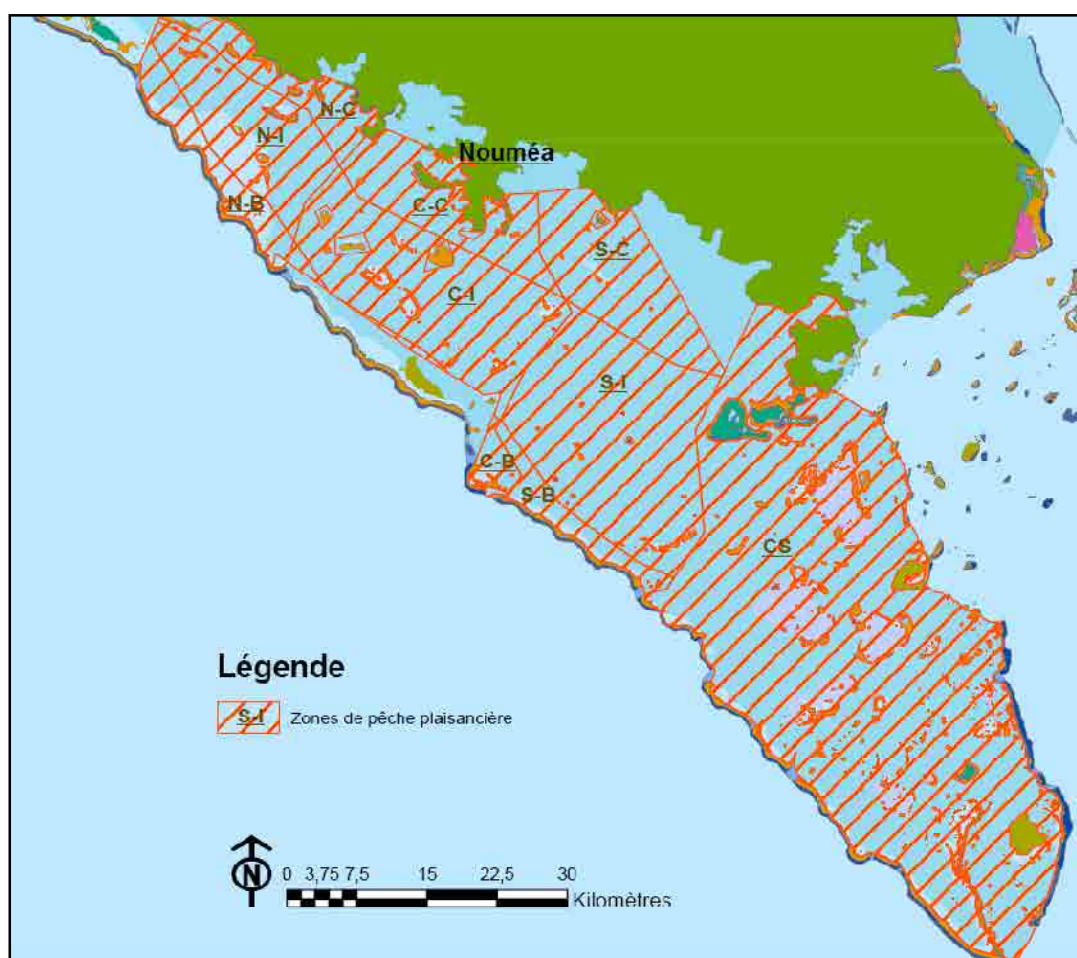 N-C
N-I
Nouméa
N-B
C-C
S-C
C-I
S-I
C-B
S-B
CS
Légende
S-I Zones de pêche plaisancière
N
0 3,75 7,5 15 22,5 30
Kilomètres